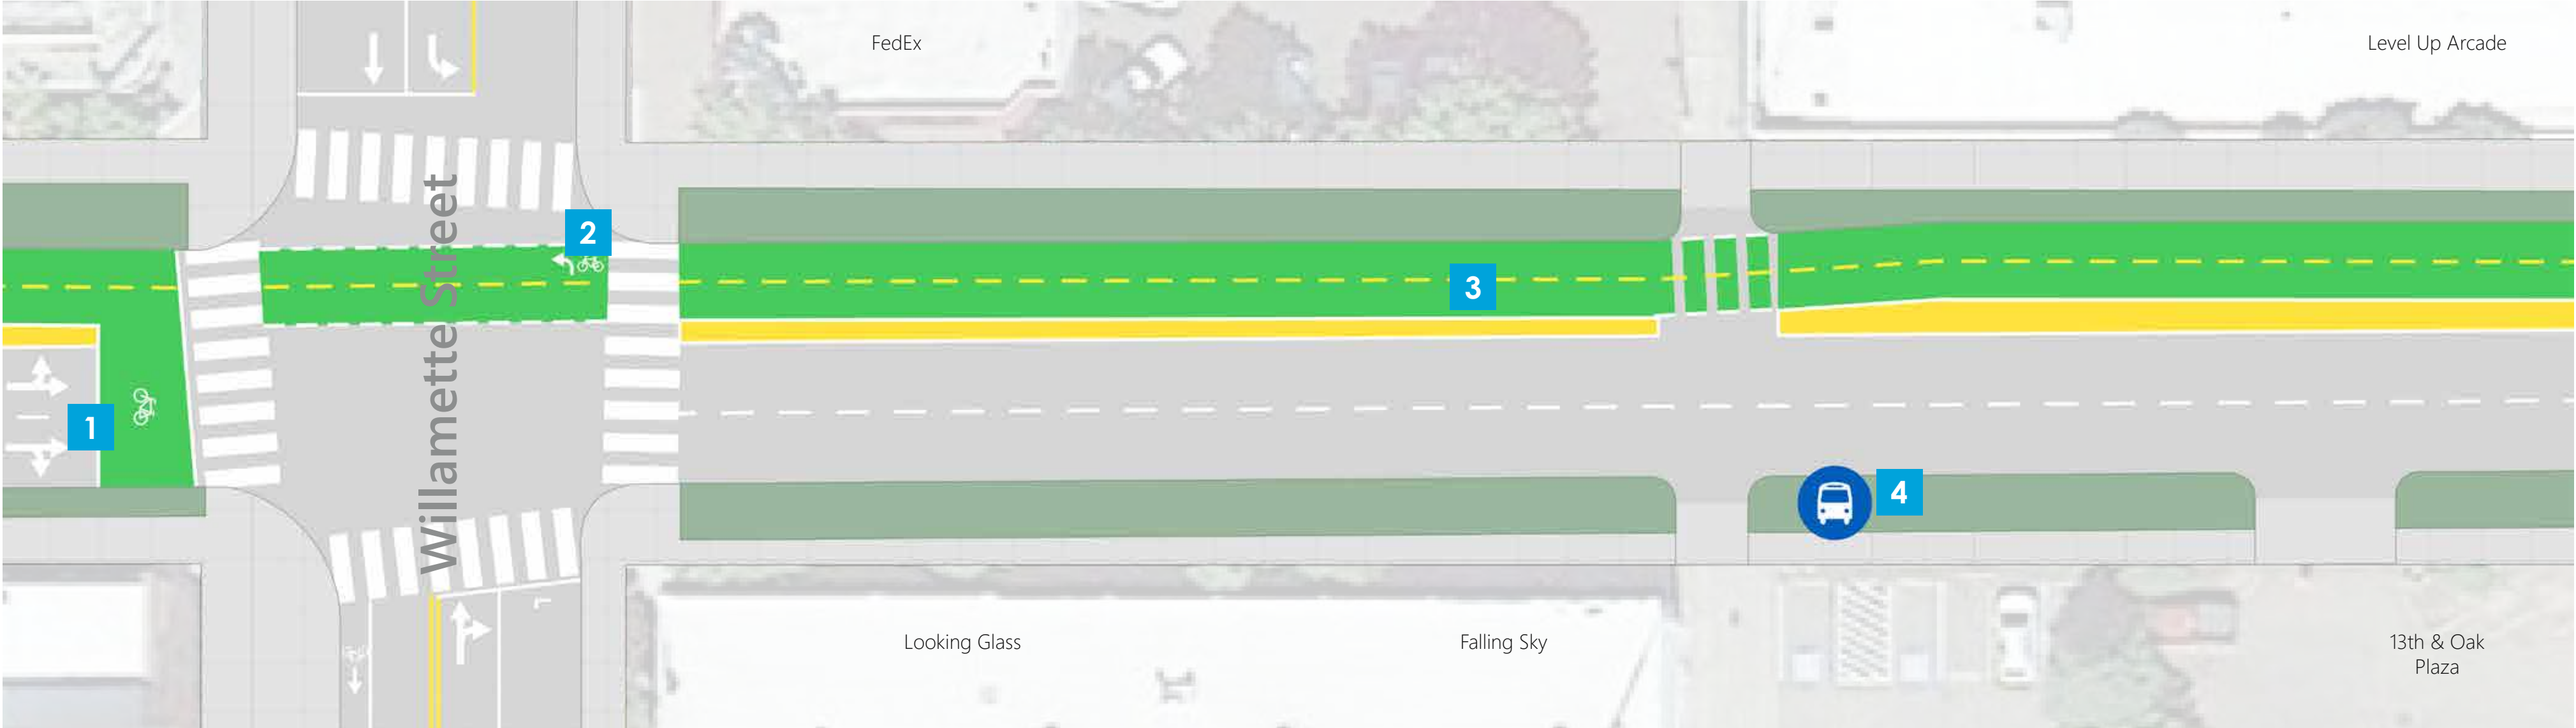 FedEx
Level Up Arcade
2
3
1
4
Willamette Street
Looking Glass
Falling Sky
13th & Oak
Plaza